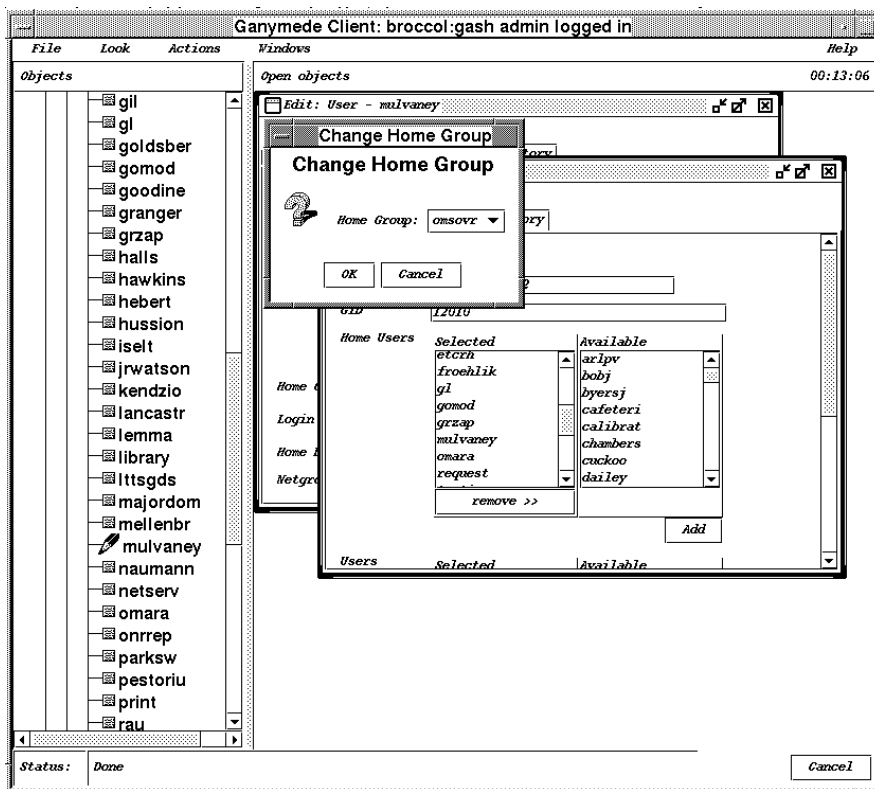 Ganymede Client: broccol:gash admin logged in
File Look Actions Windows Help
Objects
Open objects 00:13:06
gil
gl
goldsber
gomod
goodine
granger
grzap
halls
hawkins
hebert
hussion
iselt
jrwatson
kendzio
lancastr
lemma
library
lttsgds
majordom
mellenbr
mulvaney
naumann
netserv
omara
onrrep
parksw
pestoriu
print
rau
Edit: User - mulvaney
Change Home Group
Change Home Group
Home Group: omsovr
OK Cancel
GID 12010
Home Users
Selected
etcrh
froehlik
gl
gomod
grzap
mulvaney
omara
request
remove >>
Available
arlpv
bobj
byersj
cafeteri
calibrat
chambers
cuckoo
dailey
Add
Home
Login
Home
Users Selected Available
Status: Done
Cancel